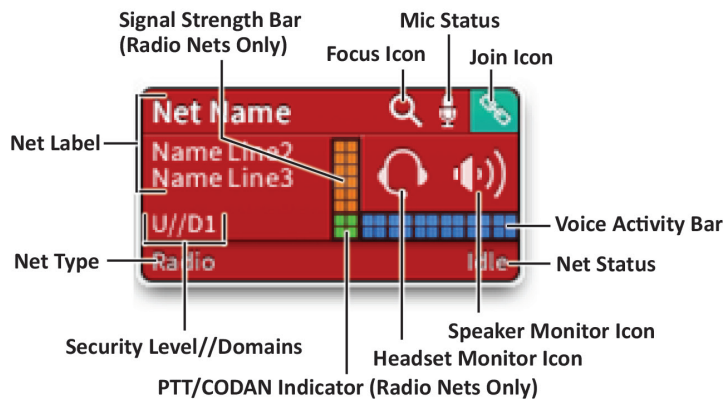 Signal Strength Bar
(Radio Nets Only)
Mic Status
Focus Icon
Join Icon
Net Name
Net Label
Name Line2
Name Line3
U//D1
Voice Activity Bar
Net Type
Radio
Idle
Net Status
Security Level//Domains
Speaker Monitor Icon
Headset Monitor Icon
PTT/CODAN Indicator (Radio Nets Only)